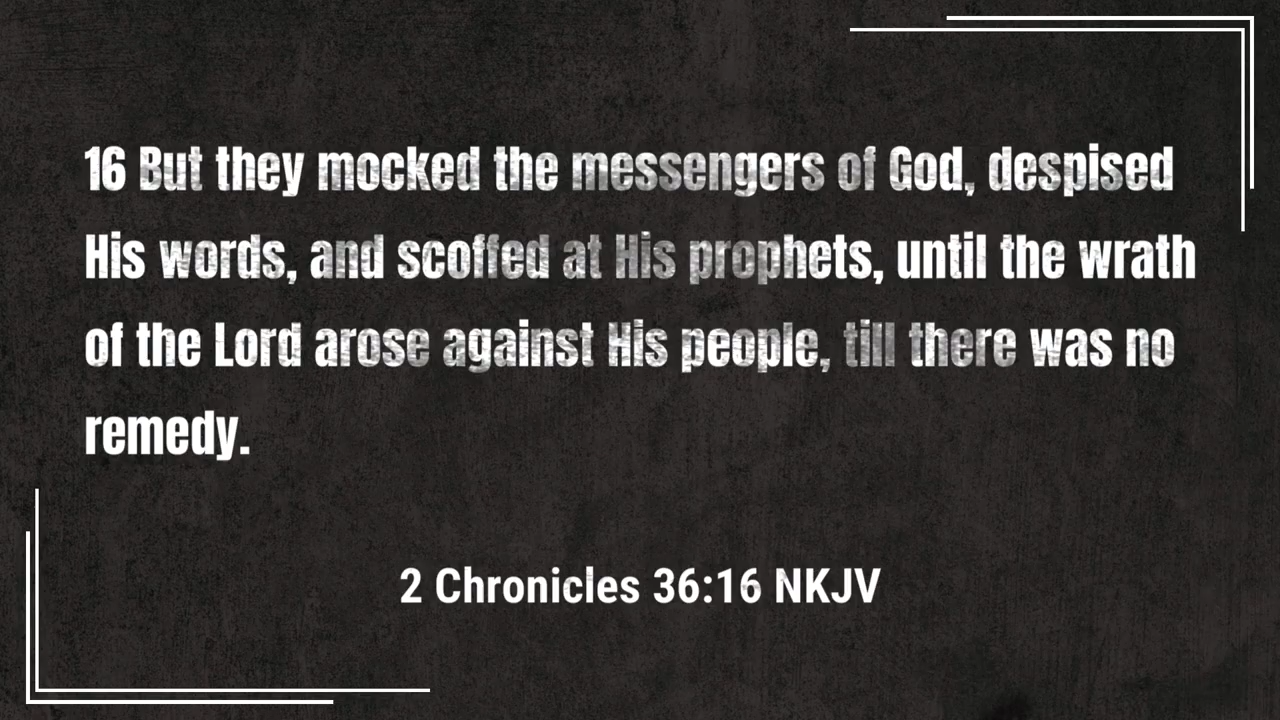 16 But they mocked the messengers of God, despised
His words, and scoffed at His prophets, until the wrath
of the Lord arose against His people, till there was no
remedy.
2 Chronicles 36:16 NKJV